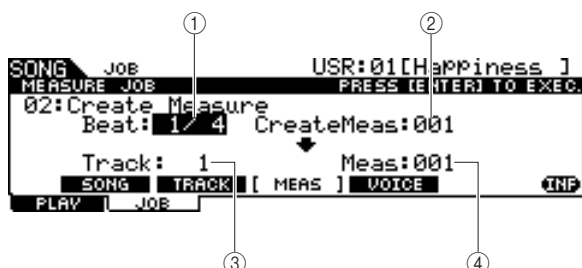 ① ②
SONG JOB USR:01[Happiness ]
MEASURE JOB PRESS [ENTER] TO EXEC.
02:Create Measure
Beat: 1/ 4 CreateMeas:001
Track: 1 Meas:001
SONG TRACK [ MEAS ] VOICE INP
PLAY JOB
③ ④